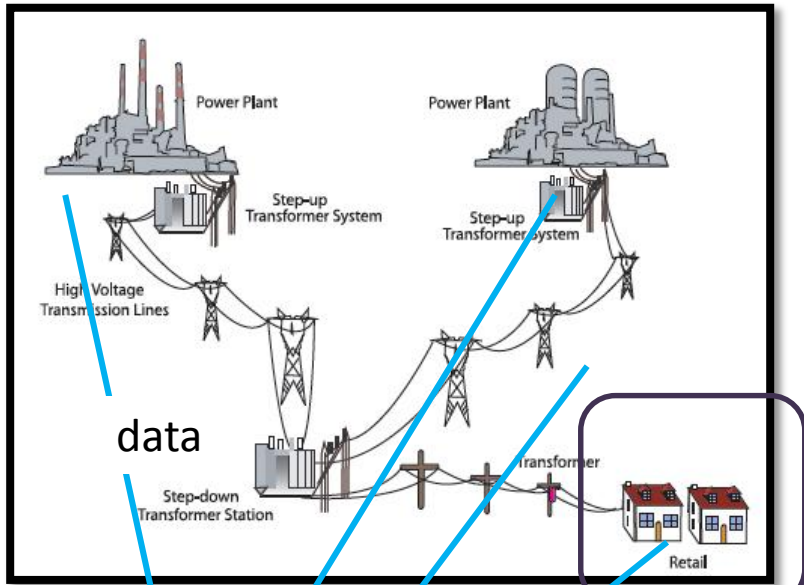 Power Plant
Power Plant
Step-up
Transformer System
Step-up
Transformer System
High Voltage
Transmission Lines
data
Transformer
Step-down
Transformer Station
Retail